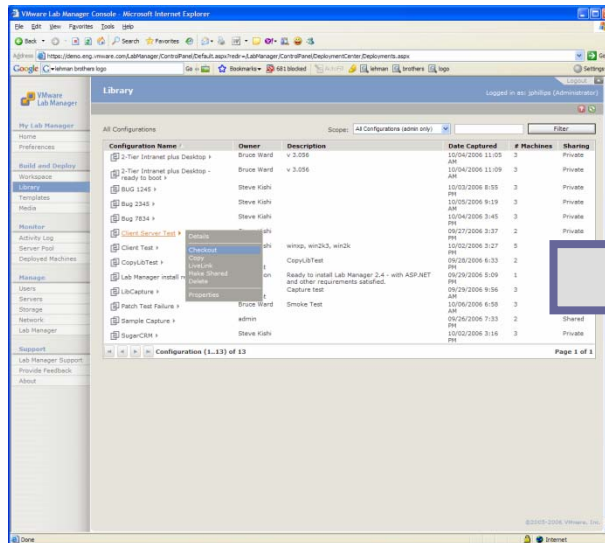 VMware Lab Manager Console - Microsoft Internet Explorer
File Edit View Favorites Tools Help
Back Search Favorites
Address https://demo.eng.vmware.com/LabManager/ControlPanel/Default.aspx?redir=/LabManager/ControlPanel/DeploymentCenter/Deployments.aspx Go
Google lehman brothers logo Go Bookmarks 681 blocked AutoFill lehman brothers logo Settings
Logout
VMware Lab Manager
Library
Logged in as: jphillips (Administrator)
My Lab Manager
Home
Preferences
Build and Deploy
Workspace
Library
Templates
Media
Monitor
Activity Log
Server Pool
Deployed Machines
Manage
Users
Servers
Storage
Network
Lab Manager
Support
Lab Manager Support
Provide Feedback
About
All Configurations Scope: All Configurations (admin only) Filter
Configuration Name Owner Description Date Captured # Machines Sharing
2-Tier Intranet plus Desktop Bruce Ward v 3.056 10/04/2006 11:05 AM 3 Private
2-Tier Intranet plus Desktop - ready to boot Bruce Ward v 3.056 10/04/2006 11:09 AM 3 Private
BUG 1245 Steve Kishi 10/03/2006 8:55 PM 3 Private
Bug 2345 Steve Kishi 10/05/2006 9:19 AM 3 Private
Bug 7834 Steve Kishi 10/04/2006 3:45 PM 3 Private
Client Server Test 09/27/2006 2:37 PM 2 Private
Client Test shi winxp, win2k3, win2k 10/02/2006 3:27 PM 5
CopyLibTest CopyLibTest 09/28/2006 6:33 PM 2
Lab Manager install on Ready to install Lab Manager 2.4 - with ASP.NET and other requirements satisfied. 09/29/2006 5:09 PM 1
LibCapture Capture test 09/29/2006 9:56 AM 3
Patch Test Failure Bruce Ward Smoke Test 10/06/2006 6:58 AM 3
Sample Capture admin 09/26/2006 7:33 PM 2 Shared
SugarCRM Steve Kishi 10/02/2006 3:16 PM 3 Private
Details
Checkout
Copy
LiveLink
Make Shared
Delete
Properties
Configuration (1..13) of 13 Page 1 of 1
©2005-2006 VMware, Inc.
Done Internet